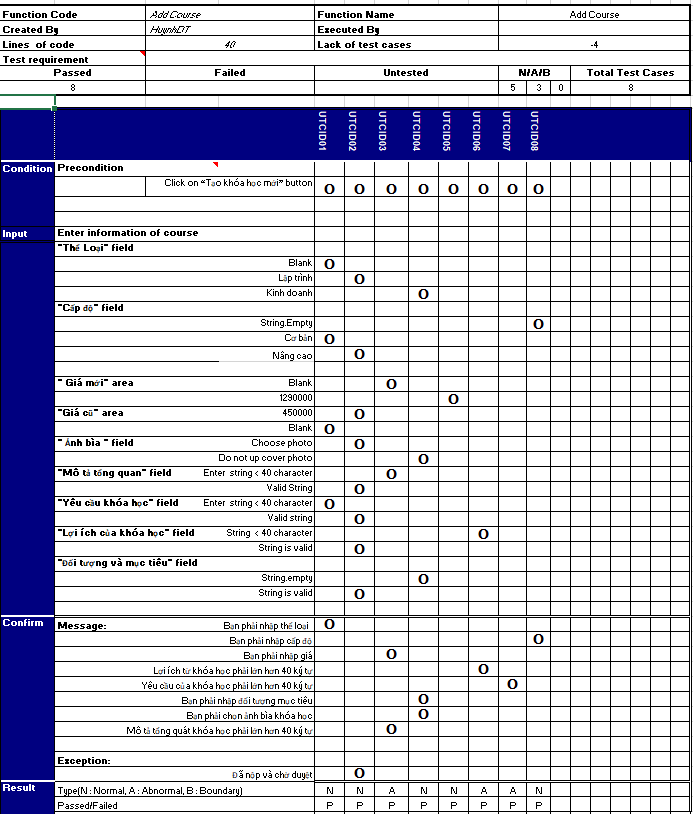 Function Code Add Course Function Name Add Course
Created By HuynhDT Executed By
Lines of code 40 Lack of test cases -4
Test requirement
Passed Failed Untested N/A/B Total Test Cases
8 5 3 0 8
UTCID01 UTCID02 UTCID03 UTCID04 UTCID05 UTCID06 UTCID07 UTCID08
Condition Precondition
Click on “Tạo khóa học mới” button O O O O O O O O
Input Enter information of course
"Thể Loại" field
Blank O
Lập trình O
Kinh doanh O
"Cấp độ" field
String.Empty O
Cơ bản O
Nâng cao O
" Giá mới" area Blank O
1290000 O
"Giá cũ" area 450000 O
Blank O
" Ảnh bìa " field Choose photo O
Do not up cover photo O
"Mô tả tổng quan" field Enter string < 40 character O
Valid String O
"Yêu cầu khóa học" field Enter string < 40 character O
Valid string O
"Lợi ích của khóa học" field String < 40 character O
String is valid O
"Đối tượng và mục tiêu" field
String.empty O
String is valid O
Confirm Message: Bạn phải nhập thể loại O
Bạn phải nhập cấp độ O
Bạn phải nhập giá O
Lợi ích từ khóa học phải lớn hơn 40 ký tự O
Yêu cầu của khóa học phải lớn hơn 40 ký tự O
Bạn phải nhập đối tượng mục tiêu O
Bạn phải chọn ảnh bìa khóa học O
Mô tả tổng quát khóa học phải lớn hơn 40 ký tự O
Exception:
Đã nộp và chờ duyệt O
Result Type(N : Normal, A : Abnormal, B : Boundary) N N A N N A A N
Passed/Failed P P P P P P P P